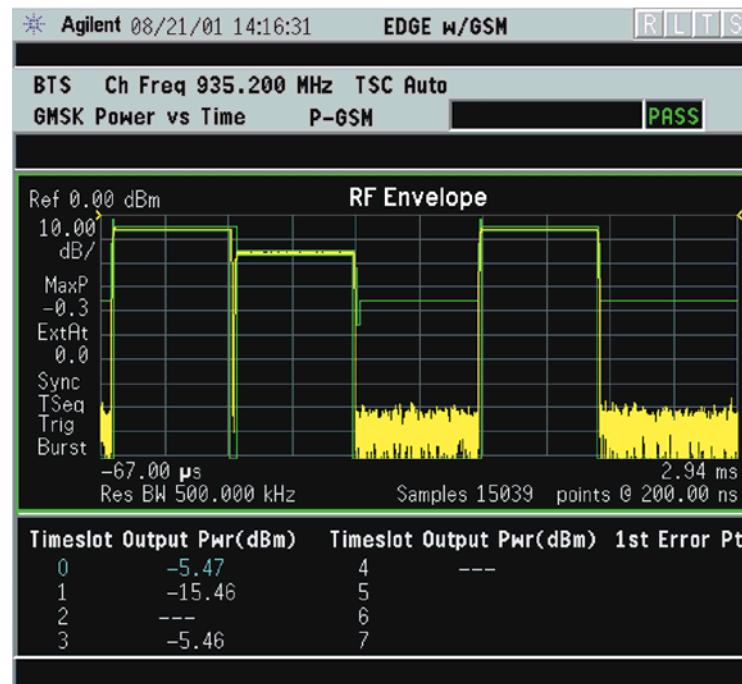 Agilent 08/21/01 14:16:31 EDGE w/GSM R L T S
BTS Ch Freq 935.200 MHz TSC Auto
GMSK Power vs Time P-GSM PASS
Ref 0.00 dBm RF Envelope
10.00
dB/
MaxP
-0.3
ExtAt
0.0
Sync
TSeq
Trig
Burst
-67.00 µs 2.94 ms
Res BW 500.000 kHz Samples 15039 points @ 200.00 ns
Timeslot Output Pwr(dBm) Timeslot Output Pwr(dBm) 1st Error Pt
0 -5.47 4 ---
1 -15.46 5
2 --- 6
3 -5.46 7